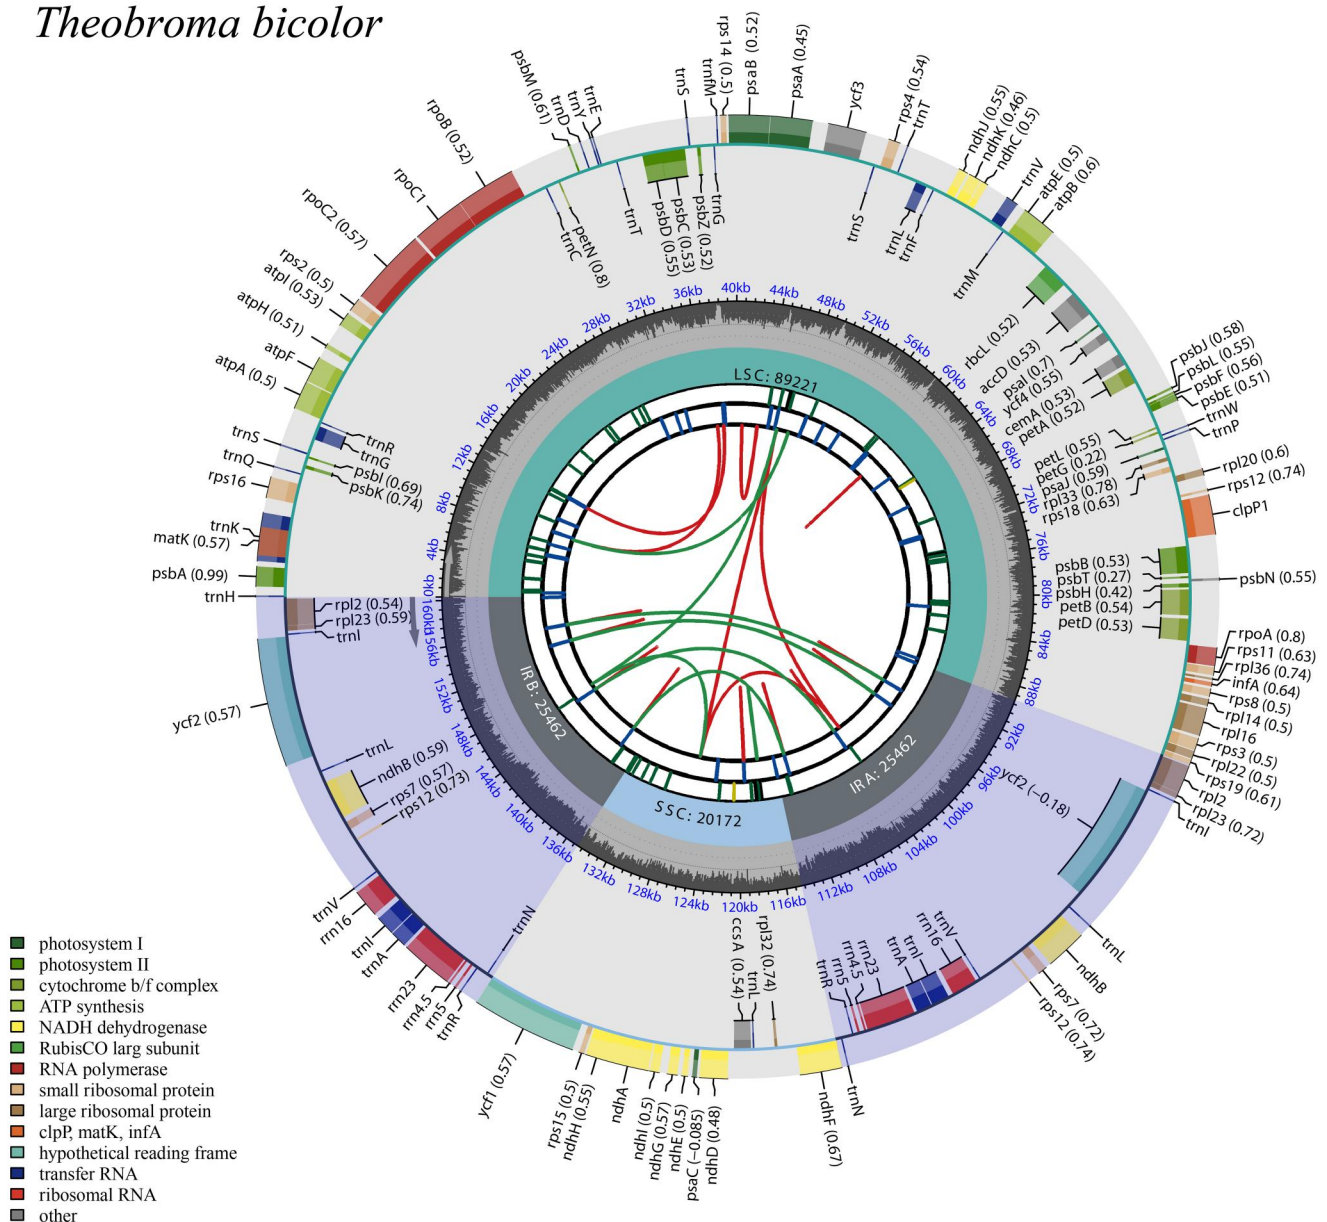 Theobroma bicolor
rps14 (0.5)
psaB (0.52)
psaA (0.45)
ycf3
rps4 (0.54)
trnT
ndhJ (0.55)
ndhK (0.46)
ndhC (0.5)
trnV
atpE (0.5)
atpB (0.6)
psbJ (0.58)
psbL (0.55)
psbF (0.56)
psbE (0.51)
trnW
trnP
rpl20 (0.6)
rps12 (0.74)
clpP1
psbN (0.55)
rpoA (0.8)
rps11 (0.63)
rpl36 (0.74)
infA (0.64)
rps8 (0.5)
rpl14 (0.5)
rpl16
rps3 (0.5)
rpl22 (0.5)
rps19 (0.61)
rpl2
rpl23 (0.72)
trnI
trnL
ndhB
rps7 (0.72)
rps12 (0.74)
trnN
ndhF (0.67)
ndhD (0.48)
psaC (−0.085)
ndhE (0.5)
ndhG (0.57)
ndhI (0.5)
ndhA
ndhH (0.55)
rps15 (0.5)
ycf1 (0.57)
trnR
rrn5
rrn4.5
rrn23
trnA
trnI
rrn16
trnV
ycf2 (0.57)
trnH
psbA (0.99)
matK (0.57)
trnK
rps16
trnQ
trnS
atpA (0.5)
atpF
atpH (0.51)
atpI (0.53)
rps2 (0.5)
rpoC2 (0.57)
rpoC1
rpoB (0.52)
psbM (0.61)
trnD
trnY
trnE
trnS
trnfM
trnC
petN (0.8)
trnT
psbD (0.55)
psbC (0.53)
psbZ (0.52)
trnG
trnS
trnL
trnF
trnM
rbcL (0.52)
accD (0.53)
psaI (0.7)
ycf4 (0.55)
cemA (0.53)
petA (0.52)
petL (0.55)
petG (0.22)
psaJ (0.59)
rpl33 (0.78)
rps18 (0.63)
psbB (0.53)
psbT (0.27)
psbH (0.42)
petB (0.54)
petD (0.53)
ycf2 (−0.18)
trnV
rrn16
trnI
trnA
rrn23
rrn4.5
rrn5
trnR
rpl32 (0.74)
trnL
ccsA (0.54)
trnN
rps12 (0.73)
rps7 (0.57)
ndhB (0.59)
trnL
trnI
rpl23 (0.59)
rpl2 (0.54)
psbK (0.74)
psbI (0.69)
trnG
trnR
0kb
4kb
8kb
12kb
16kb
20kb
24kb
28kb
32kb
36kb
40kb
44kb
48kb
52kb
56kb
60kb
64kb
68kb
72kb
76kb
80kb
84kb
88kb
92kb
96kb
100kb
104kb
108kb
112kb
116kb
120kb
124kb
128kb
132kb
136kb
140kb
144kb
148kb
152kb
156kb
160kb
LSC: 89221
IRA: 25462
SSC: 20172
IRB: 25462
photosystem I
photosystem II
cytochrome b/f complex
ATP synthesis
NADH dehydrogenase
RubisCO larg subunit
RNA polymerase
small ribosomal protein
large ribosomal protein
clpP, matK, infA
hypothetical reading frame
transfer RNA
ribosomal RNA
other